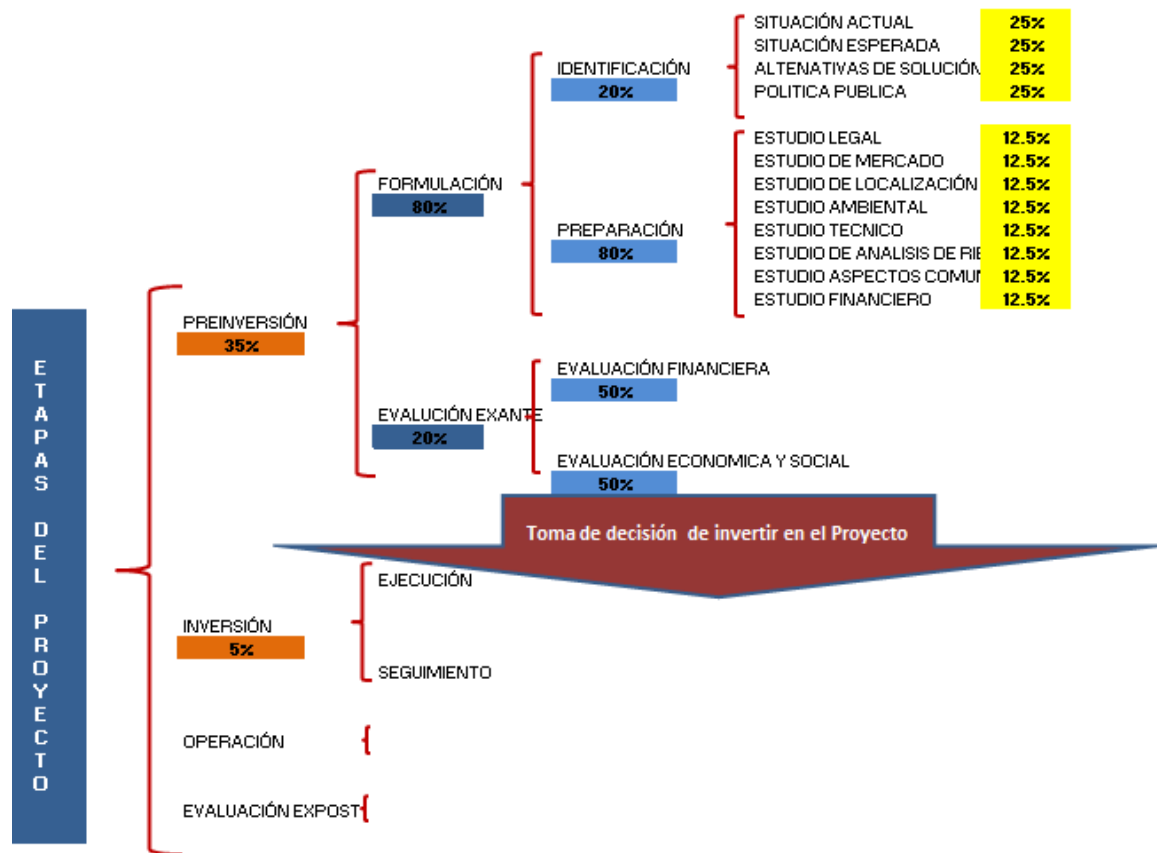 ETAPAS DEL PROYECTO
PREINVERSIÓN
35%
FORMULACIÓN
80%
IDENTIFICACIÓN
20%
SITUACIÓN ACTUAL 25%
SITUACIÓN ESPERADA 25%
ALTENATIVAS DE SOLUCIÓN 25%
POLITICA PUBLICA 25%
PREPARACIÓN
80%
ESTUDIO LEGAL 12.5%
ESTUDIO DE MERCADO 12.5%
ESTUDIO DE LOCALIZACIÓN 12.5%
ESTUDIO AMBIENTAL 12.5%
ESTUDIO TECNICO 12.5%
ESTUDIO DE ANALISIS DE RIE 12.5%
ESTUDIO ASPECTOS COMUN 12.5%
ESTUDIO FINANCIERO 12.5%
EVALUCIÓN EXANTE
20%
EVALUACIÓN FINANCIERA
50%
EVALUACIÓN ECONOMICA Y SOCIAL
50%
Toma de decisión de invertir en el Proyecto
INVERSIÓN
5%
EJECUCIÓN
SEGUIMIENTO
OPERACIÓN
EVALUACIÓN EXPOST